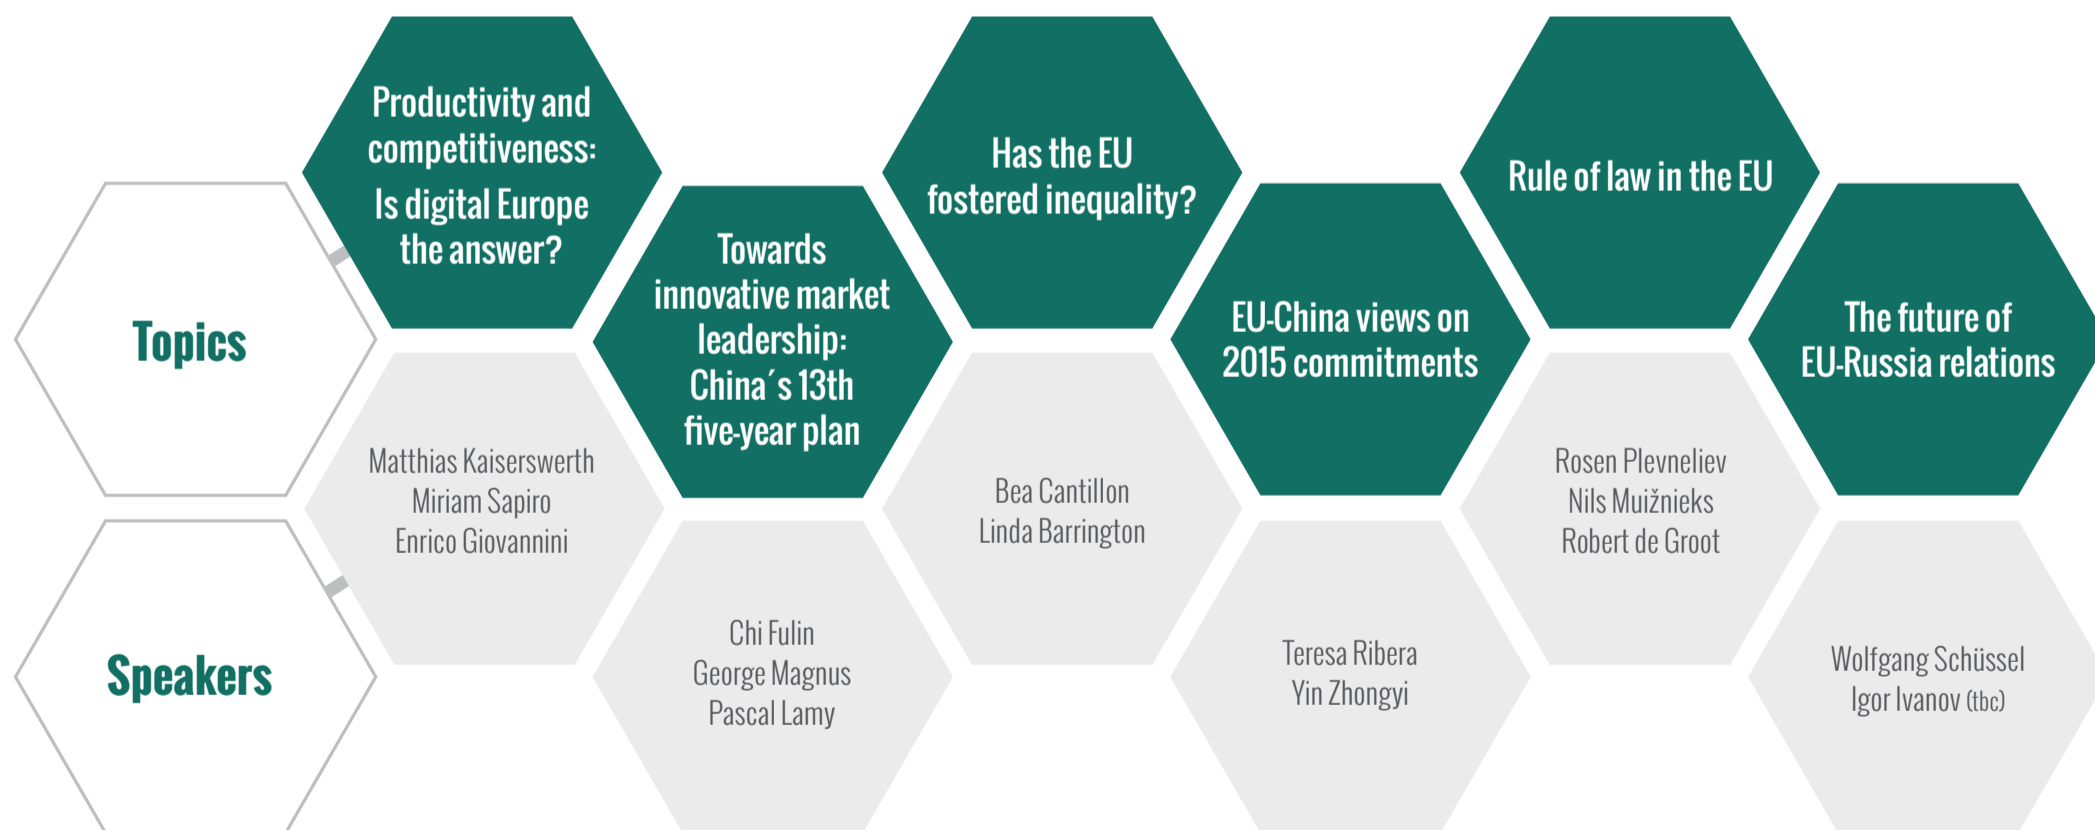 Topics
Productivity and
competitiveness:
Is digital Europe
the answer?
Towards
innovative market
leadership:
China´s 13th
five-year plan
Has the EU
fostered inequality?
EU-China views on
2015 commitments
Rule of law in the EU
The future of
EU-Russia relations
Speakers
Matthias Kaiserswerth
Miriam Sapiro
Enrico Giovannini
Chi Fulin
George Magnus
Pascal Lamy
Bea Cantillon
Linda Barrington
Teresa Ribera
Yin Zhongyi
Rosen Plevneliev
Nils Muižnieks
Robert de Groot
Wolfgang Schüssel
Igor Ivanov (tbc)